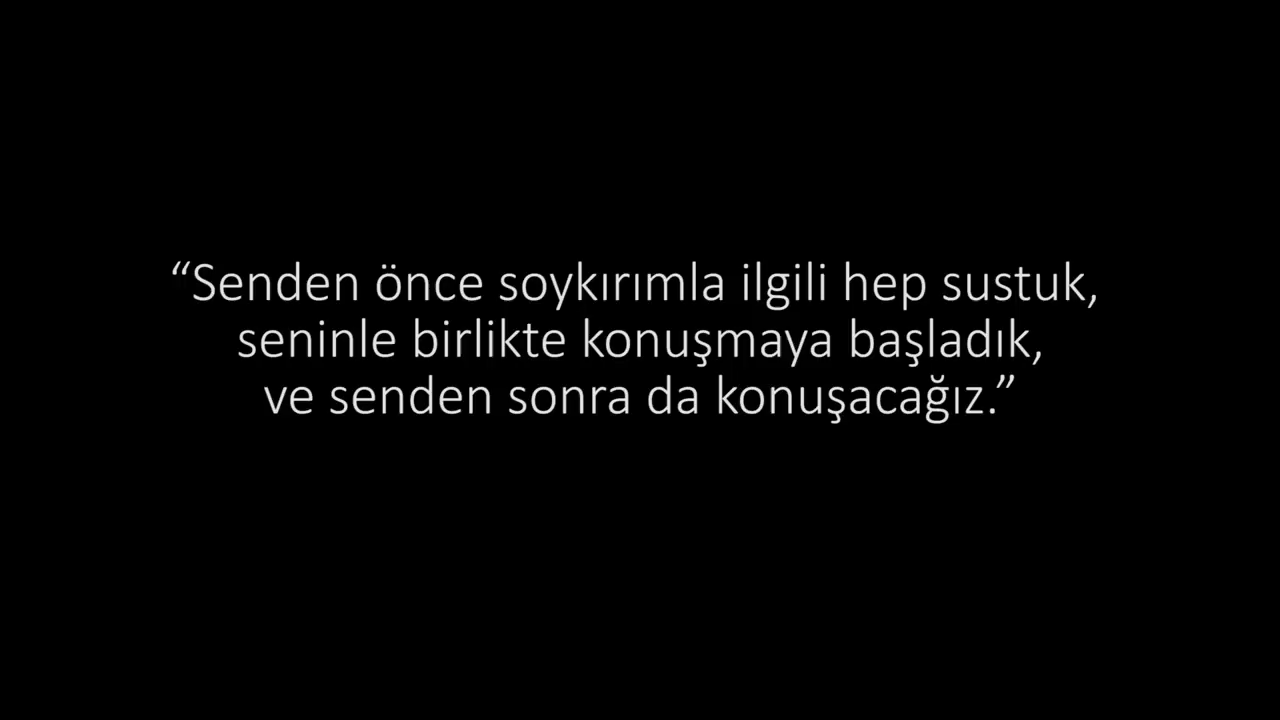 “Senden önce soykırımla ilgili hep sustuk,
seninle birlikte konuşmaya başladık,
ve senden sonra da konuşacağız.”